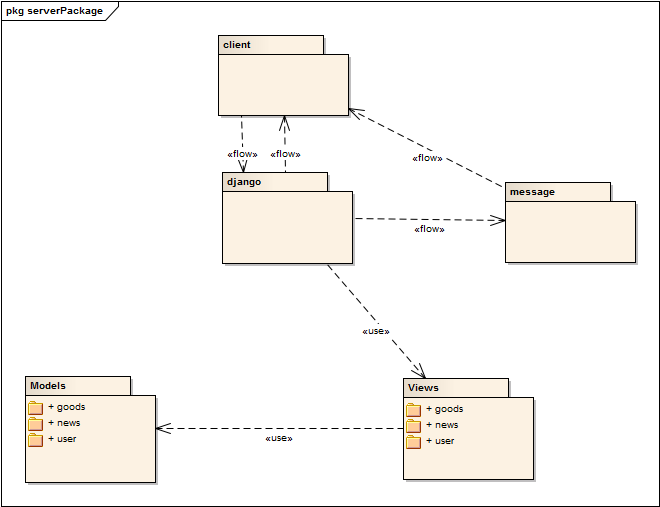 pkg serverPackage
client
«flow»
«flow»
«flow»
django
message
«flow»
«use»
Models
+ goods
+ news
+ user
Views
+ goods
+ news
+ user
«use»